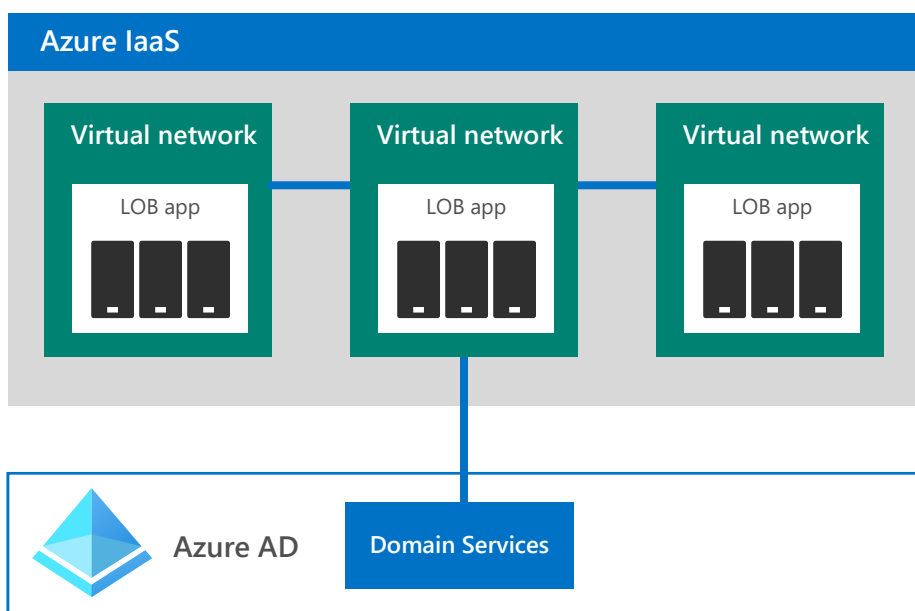 Azure IaaS
Virtual network
Virtual network
Virtual network
LOB app
LOB app
LOB app
Azure AD
Domain Services